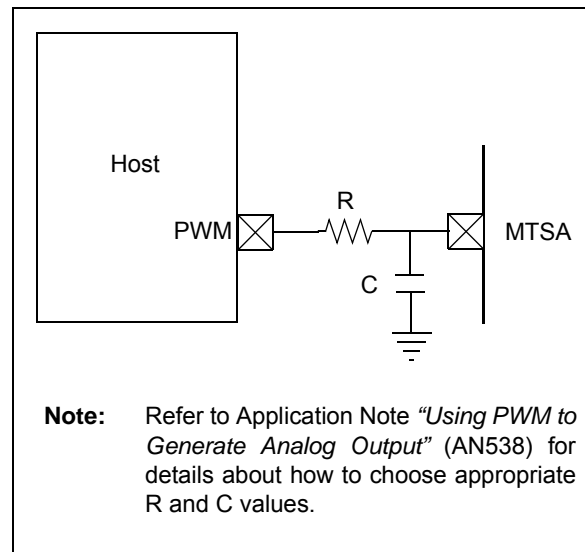 Host
R
PWM
MTSA
C
Note: Refer to Application Note “Using PWM to
Generate Analog Output” (AN538) for
details about how to choose appropriate
R and C values.